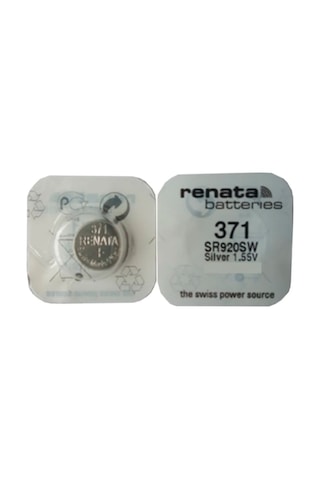 371
RENATA
renata
batteries
371
SR920SW
Silver 1.55V
the swiss power source